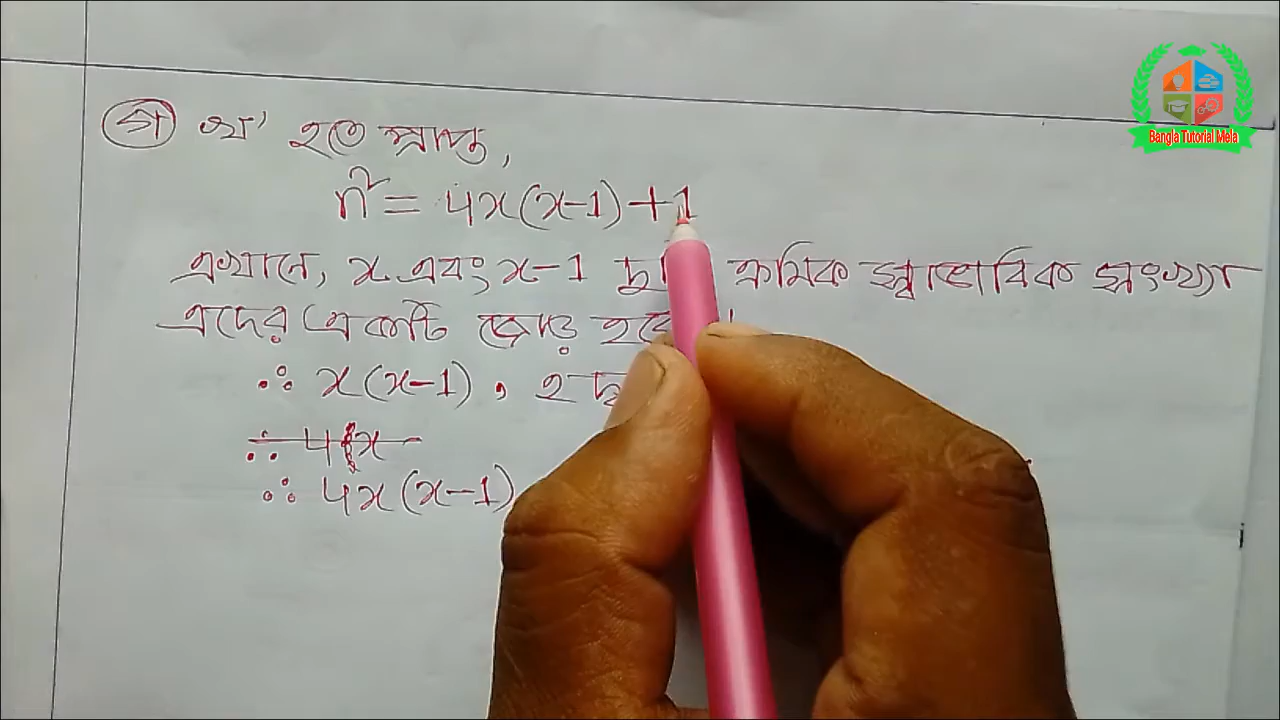 গ খ' হতে প্রাপ্ত,
n² = 4x(x-1)+1
এখানে, x এবং x-1 ক্রমিক স্বাভাবিক সংখ্যা
এদের একটি জোড় হবে
∴ x(x-1), 2
∴ 4x
∴ 4x(x-1)
Bangla Tutorial Mela